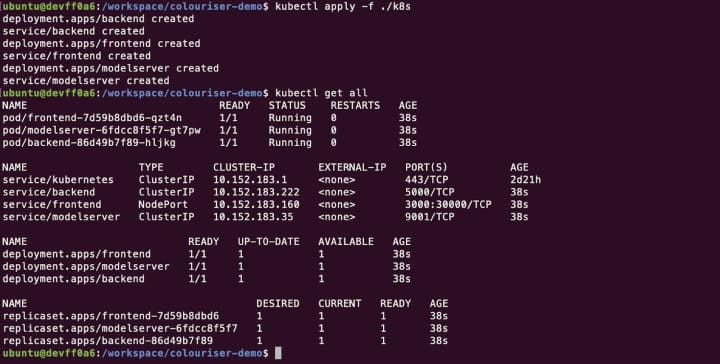 ubuntu@devff0a6:/workspace/colouriser-demo$ kubectl apply -f ./k8s
deployment.apps/backend created
service/backend created
deployment.apps/frontend created
service/frontend created
deployment.apps/modelserver created
service/modelserver created
ubuntu@devff0a6:/workspace/colouriser-demo$ kubectl get all
NAME READY STATUS RESTARTS AGE
pod/frontend-7d59b8dbd6-qzt4n 1/1 Running 0 38s
pod/modelserver-6fdcc8f5f7-gt7pw 1/1 Running 0 38s
pod/backend-86d49b7f89-hljkg 1/1 Running 0 38s
NAME TYPE CLUSTER-IP EXTERNAL-IP PORT(S) AGE
service/kubernetes ClusterIP 10.152.183.1 <none> 443/TCP 2d21h
service/backend ClusterIP 10.152.183.222 <none> 5000/TCP 38s
service/frontend NodePort 10.152.183.160 <none> 3000:30000/TCP 38s
service/modelserver ClusterIP 10.152.183.35 <none> 9001/TCP 38s
NAME READY UP-TO-DATE AVAILABLE AGE
deployment.apps/frontend 1/1 1 1 38s
deployment.apps/modelserver 1/1 1 1 38s
deployment.apps/backend 1/1 1 1 38s
NAME DESIRED CURRENT READY AGE
replicaset.apps/frontend-7d59b8dbd6 1 1 1 38s
replicaset.apps/modelserver-6fdcc8f5f7 1 1 1 38s
replicaset.apps/backend-86d49b7f89 1 1 1 38s
ubuntu@devff0a6:/workspace/colouriser-demo$